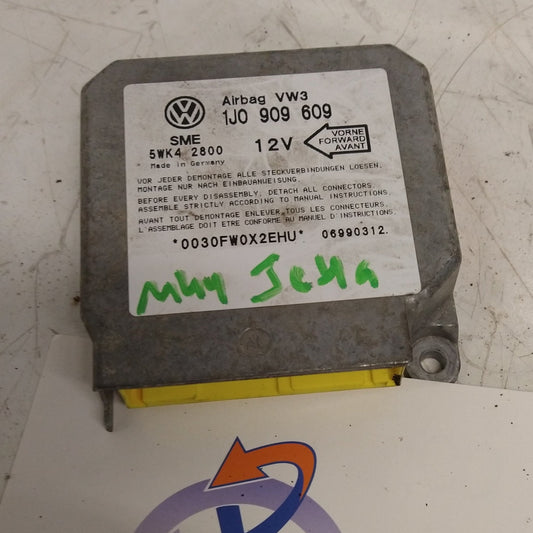 Airbag VW3
1J0 909 609
SME
5WK4 2800
Made in Germany
12V
VORNE
FORWARD
AVANT
VOR JEDER DEMONTAGE ALLE STECKVERBINDUNGEN LOESEN.
MONTAGE NUR NACH EINBAUANWEISUNG.
BEFORE EVERY DISASSEMBLY, DETACH ALL CONNECTORS.
ASSEMBLE STRICTLY ACCORDING TO MANUAL INSTRUCTIONS.
AVANT TOUT DEMONTAGE ENLEVER TOUS LES CONNECTEURS.
L'ASSEMBLAGE DOIT ETRE CONFORME AU MANUEL D'INSTRUCTIONS.
*0030FW0X2EHU* 06990312.
M44 Jetta